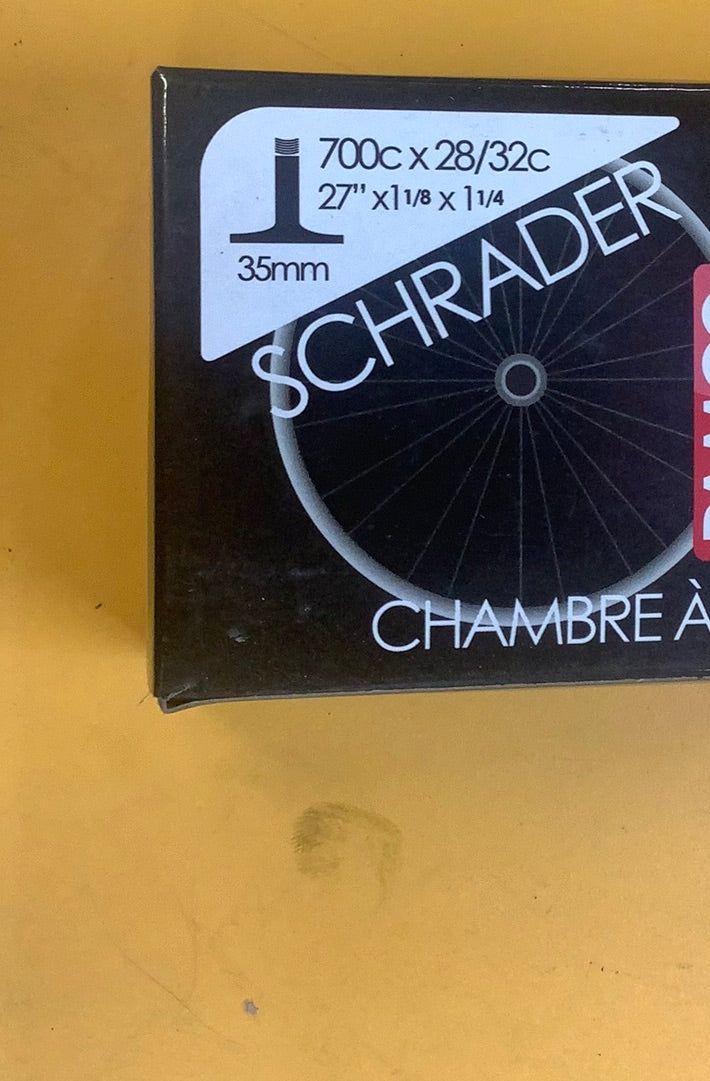 700c x 28/32c
27" x1 1/8 x 1 1/4
35mm
SCHRADER
CHAMBRE À